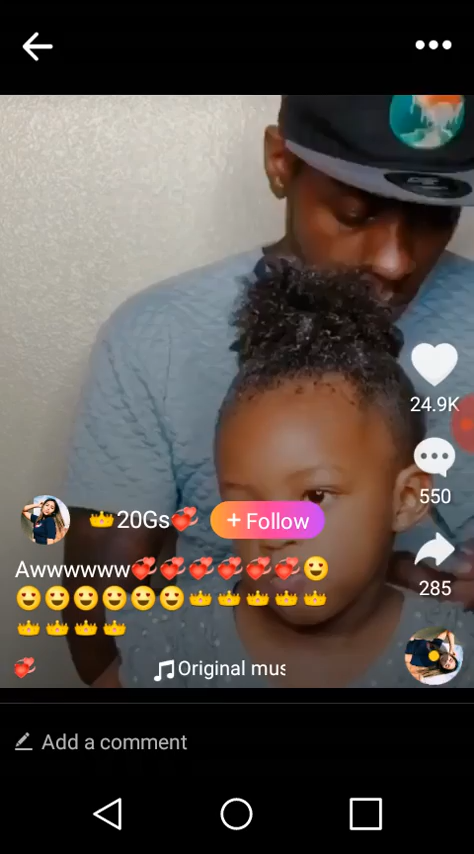 24.9K
550
👑20Gs💞
+ Follow
285
Awwwwww💞💞💞💞💞💞😃
😃😃😃😃😃😃👑👑👑👑👑
👑👑👑👑
💞 🎵Original mus
Add a comment